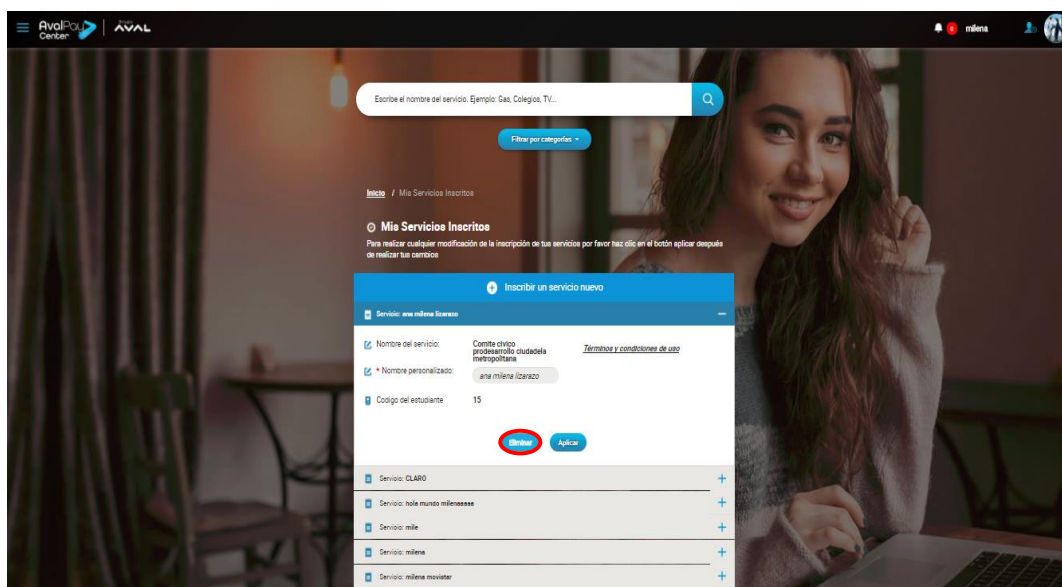 AvalPay
Center
Grupo
AVAL
milena
Escribe el nombre del servicio. Ejemplo: Gas, Colegios, TV...
Filtrar por categorías
Inicio / Mis Servicios Inscritos
Mis Servicios Inscritos
Para realizar cualquier modificación de la inscripción de tus servicios por favor haz clic en el botón aplicar después
de realizar tus cambios
Inscribir un servicio nuevo
Servicio: ana milena lizarazo
Nombre del servicio:
Comite civico
prodesarrollo ciudadela
metropolitana
Términos y condiciones de uso
* Nombre personalizado:
ana milena lizarazo
Codigo del estudiante
15
Eliminar
Aplicar
Servicio: CLARO
Servicio: hola mundo milenaaaaa
Servicio: mile
Servicio: milena
Servicio: milena movistar